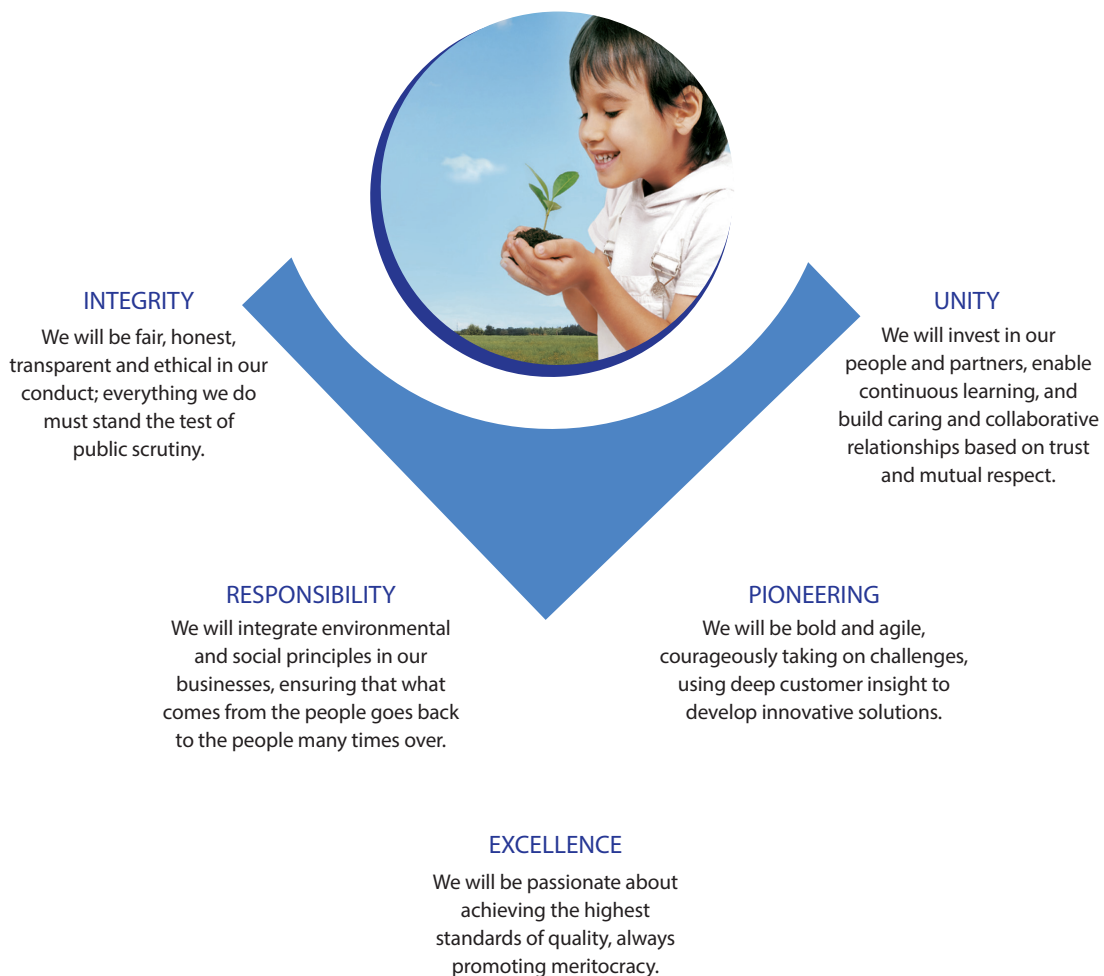 INTEGRITY
We will be fair, honest,
transparent and ethical in our
conduct; everything we do
must stand the test of
public scrutiny.
UNITY
We will invest in our
people and partners, enable
continuous learning, and
build caring and collaborative
relationships based on trust
and mutual respect.
RESPONSIBILITY
We will integrate environmental
and social principles in our
businesses, ensuring that what
comes from the people goes back
to the people many times over.
PIONEERING
We will be bold and agile,
courageously taking on challenges,
using deep customer insight to
develop innovative solutions.
EXCELLENCE
We will be passionate about
achieving the highest
standards of quality, always
promoting meritocracy.